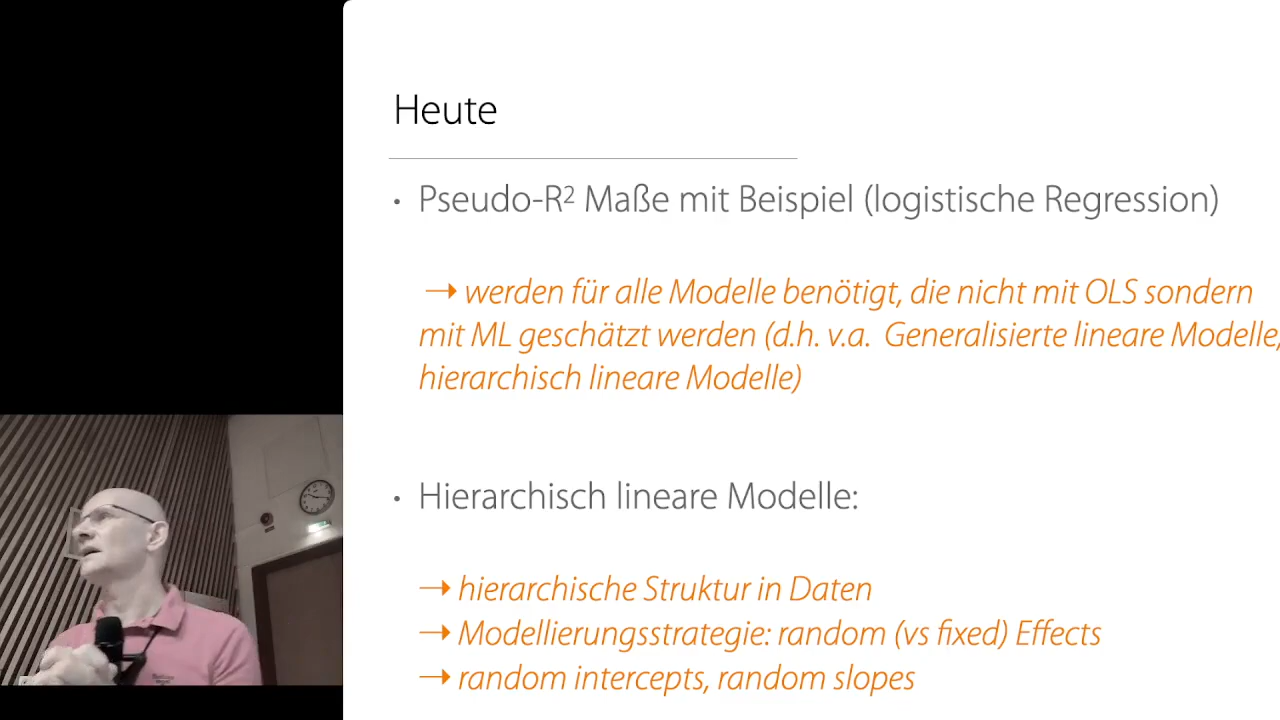 Heute
• Pseudo-R² Maße mit Beispiel (logistische Regression)
→ werden für alle Modelle benötigt, die nicht mit OLS sondern
mit ML geschätzt werden (d.h. v.a. Generalisierte lineare Modelle,
hierarchisch lineare Modelle)
• Hierarchisch lineare Modelle:
→ hierarchische Struktur in Daten
→ Modellierungsstrategie: random (vs fixed) Effects
→ random intercepts, random slopes